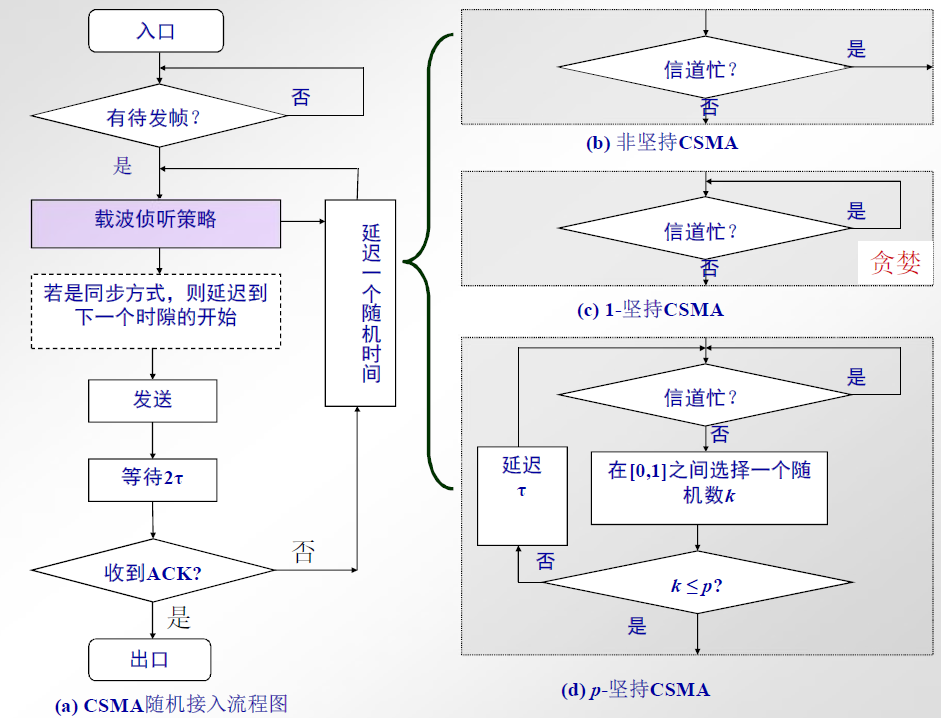 入口
有待发帧？
否
是
载波侦听策略
若是同步方式，则延迟到
下一个时隙的开始
发送
等待2τ
收到ACK?
否
是
出口
延迟一个随机时间
(a) CSMA随机接入流程图
信道忙？
是
否
(b) 非坚持CSMA
信道忙？
是
否
贪婪
(c) 1-坚持CSMA
信道忙？
是
否
延迟
τ
在[0,1]之间选择一个随
机数k
k ≤ p?
否
是
(d) p-坚持CSMA